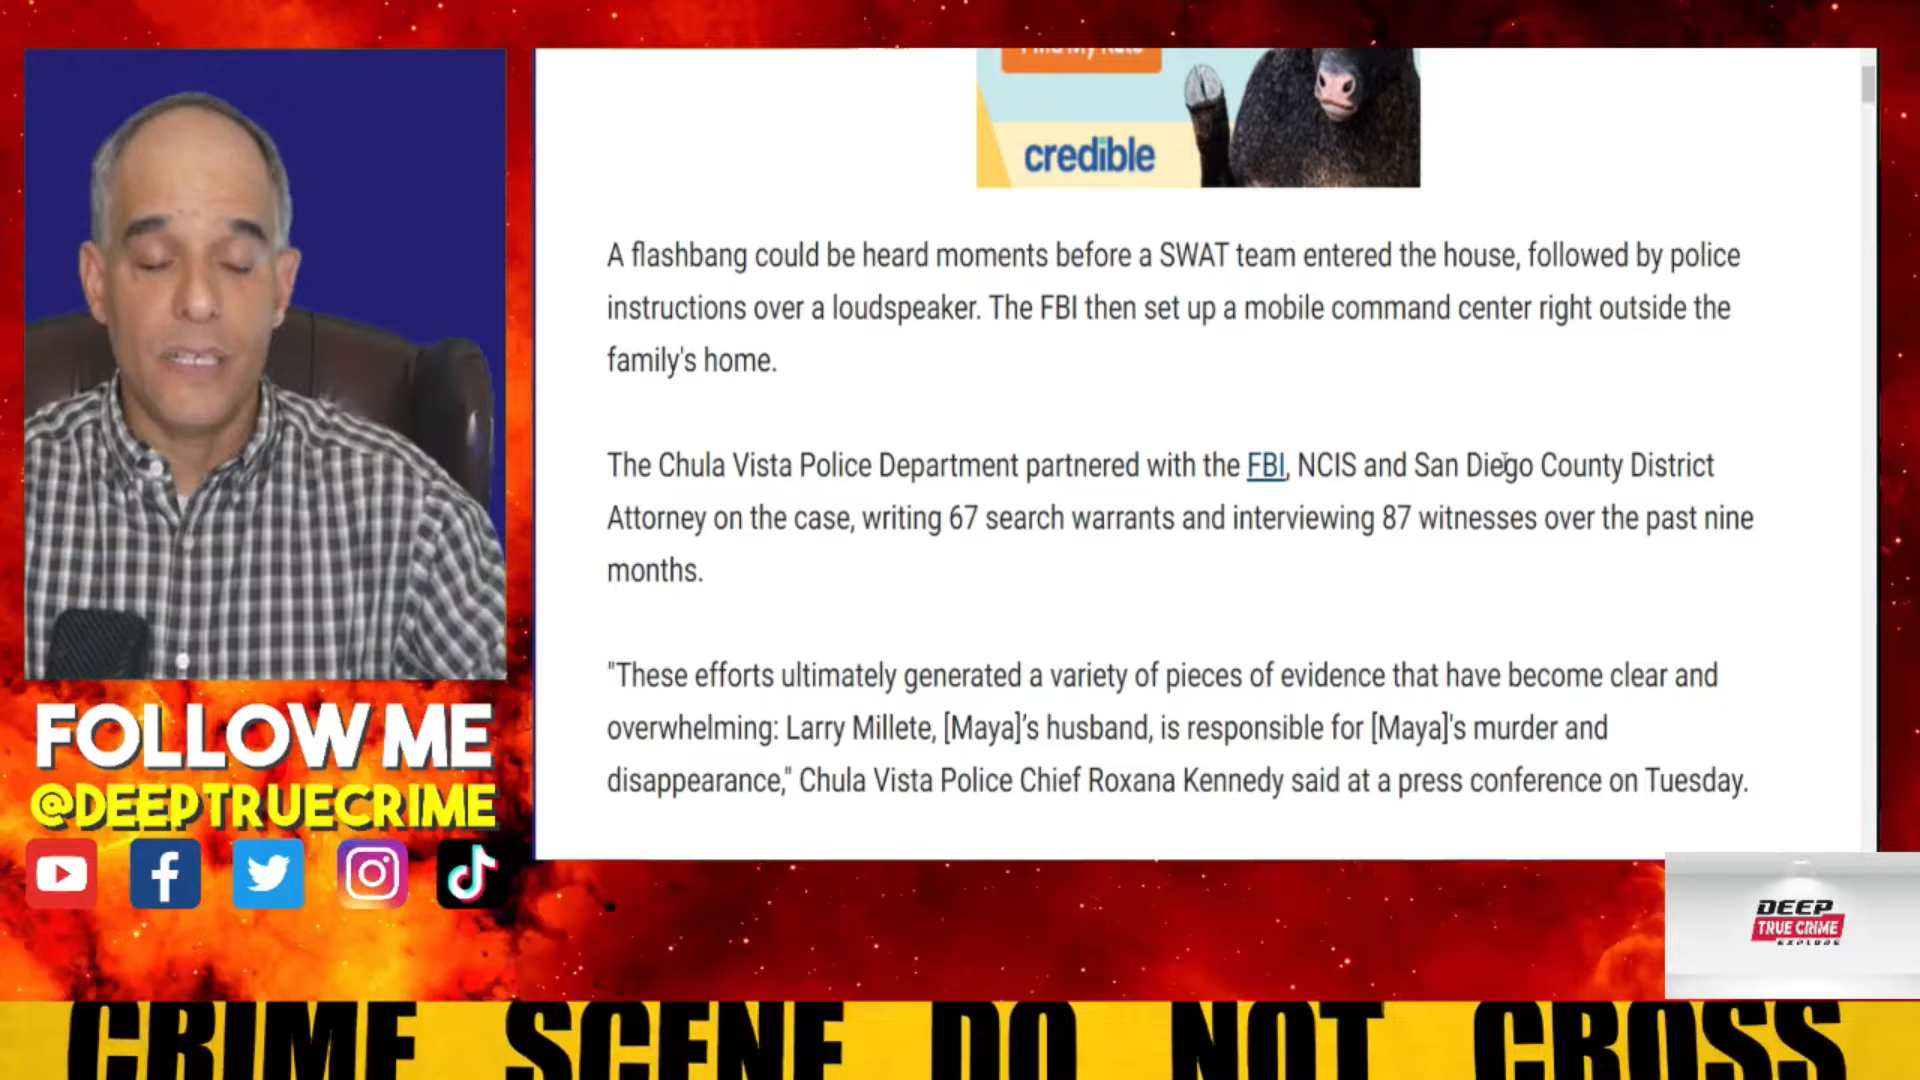 Find My Rate
credible
A flashbang could be heard moments before a SWAT team entered the house, followed by police
instructions over a loudspeaker. The FBI then set up a mobile command center right outside the
family's home.
The Chula Vista Police Department partnered with the FBI, NCIS and San Diego County District
Attorney on the case, writing 67 search warrants and interviewing 87 witnesses over the past nine
months.
"These efforts ultimately generated a variety of pieces of evidence that have become clear and
overwhelming: Larry Millete, [Maya]'s husband, is responsible for [Maya]'s murder and
disappearance," Chula Vista Police Chief Roxana Kennedy said at a press conference on Tuesday.
FOLLOW ME
@DEEPTRUECRIME
DEEP
TRUE CRIME
EXPLORE
CRIME SCENE DO NOT CROSS